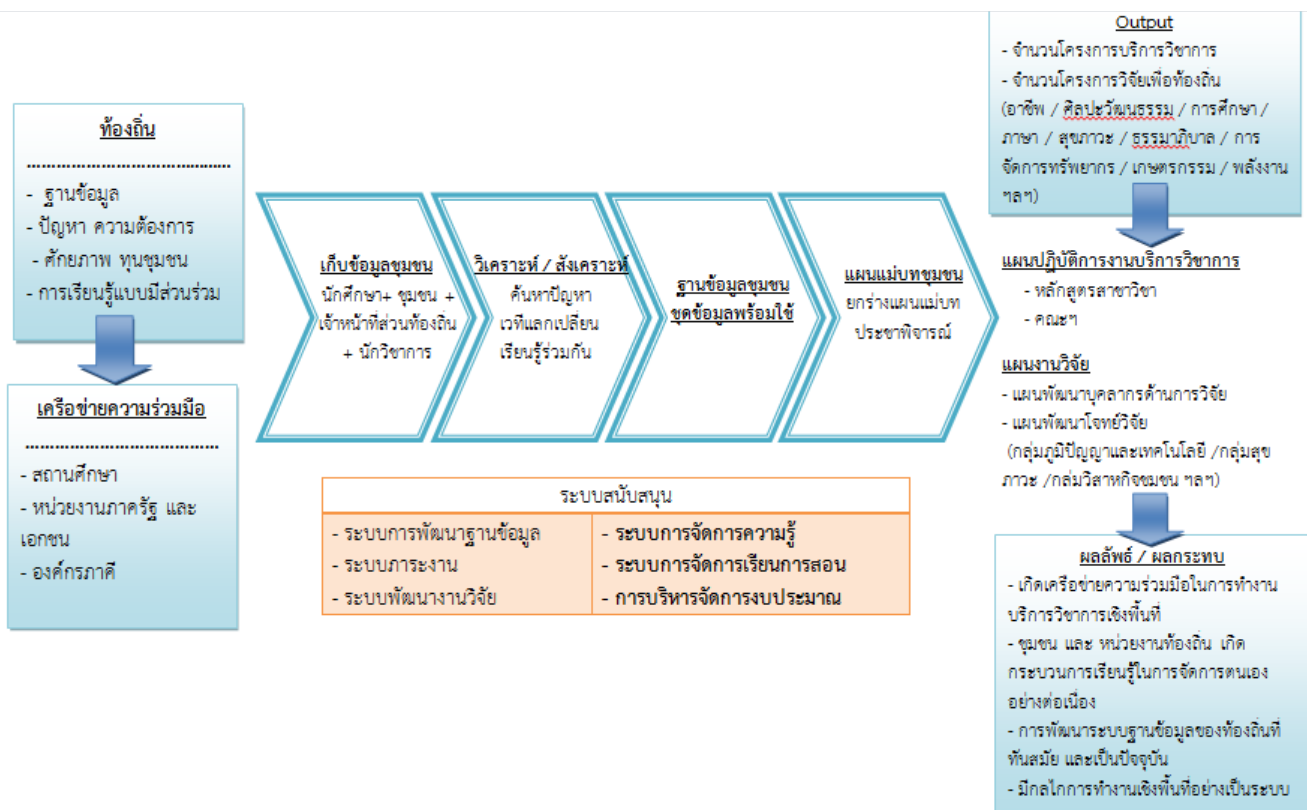 ท้องถิ่น
.......................................
- ฐานข้อมูล
- ปัญหา ความต้องการ
- ศักยภาพ ทุนชุมชน
- การเรียนรู้แบบมีส่วนร่วม
เครือข่ายความร่วมมือ
.......................................
- สถานศึกษา
- หน่วยงานภาครัฐ และ
เอกชน
- องค์กรภาคี
เก็บข้อมูลชุมชน
นักศึกษา+ ชุมชน +
เจ้าหน้าที่ส่วนท้องถิ่น
+ นักวิชาการ
วิเคราะห์ / สังเคราะห์
ค้นหาปัญหา
เวทีแลกเปลี่ยน
เรียนรู้ร่วมกัน
ฐานข้อมูลชุมชน
ชุดข้อมูลพร้อมใช้
แผนแม่บทชุมชน
ยกร่างแผนแม่บท
ประชาพิจารณ์
ระบบสนับสนุน
- ระบบการพัฒนาฐานข้อมูล
- ระบบภาระงาน
- ระบบพัฒนางานวิจัย
- ระบบการจัดการความรู้
- ระบบการจัดการเรียนการสอน
- การบริหารจัดการงบประมาณ
Output
- จำนวนโครงการบริการวิชาการ
- จำนวนโครงการวิจัยเพื่อท้องถิ่น
(อาชีพ / ศิลปะวัฒนธรรม / การศึกษา /
ภาษา / สุขภาวะ / ธรรมาภิบาล / การ
จัดการทรัพยากร / เกษตรกรรม / พลังงาน
ฯลฯ)
แผนปฏิบัติการงานบริการวิชาการ
- หลักสูตรสาขาวิชา
- คณะฯ
แผนงานวิจัย
- แผนพัฒนาบุคลากรด้านการวิจัย
- แผนพัฒนาโจทย์วิจัย
(กลุ่มภูมิปัญญาและเทคโนโลยี /กลุ่มสุข
ภาวะ /กลุ่มวิสาหกิจชุมชน ฯลฯ)
ผลลัพธ์ / ผลกระทบ
- เกิดเครือข่ายความร่วมมือในการทำงาน
บริการวิชาการเชิงพื้นที่
- ชุมชน และ หน่วยงานท้องถิ่น เกิด
กระบวนการเรียนรู้ในการจัดการตนเอง
อย่างต่อเนื่อง
- การพัฒนาระบบฐานข้อมูลของท้องถิ่นที่
ทันสมัย และเป็นปัจจุบัน
- มีกลไกการทำงานเชิงพื้นที่อย่างเป็นระบบ